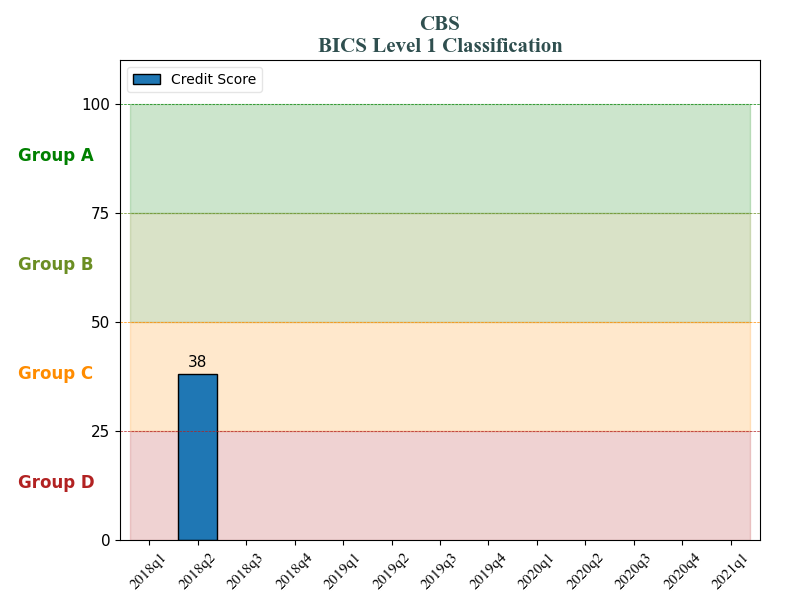 CBS
BICS Level 1 Classification
Credit Score
100
Group A
75
Group B
50
38
Group C
25
Group D
0
2018q1 2018q2 2018q3 2018q4 2019q1 2019q2 2019q3 2019q4 2020q1 2020q2 2020q3 2020q4 2021q1